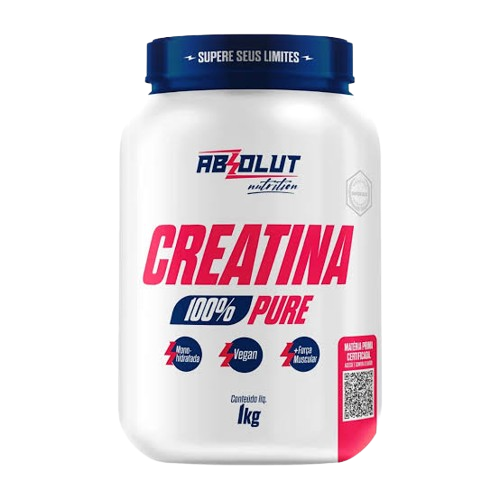 SUPERE SEUS LIMITES
ABSOLUT
nutrition
CREATINA
100% PURE
Mono-
hidratada
Vegan
+Força
Muscular
MATÉRIA PRIMA
CERTIFICADA.
Conteúdo líq.
1kg